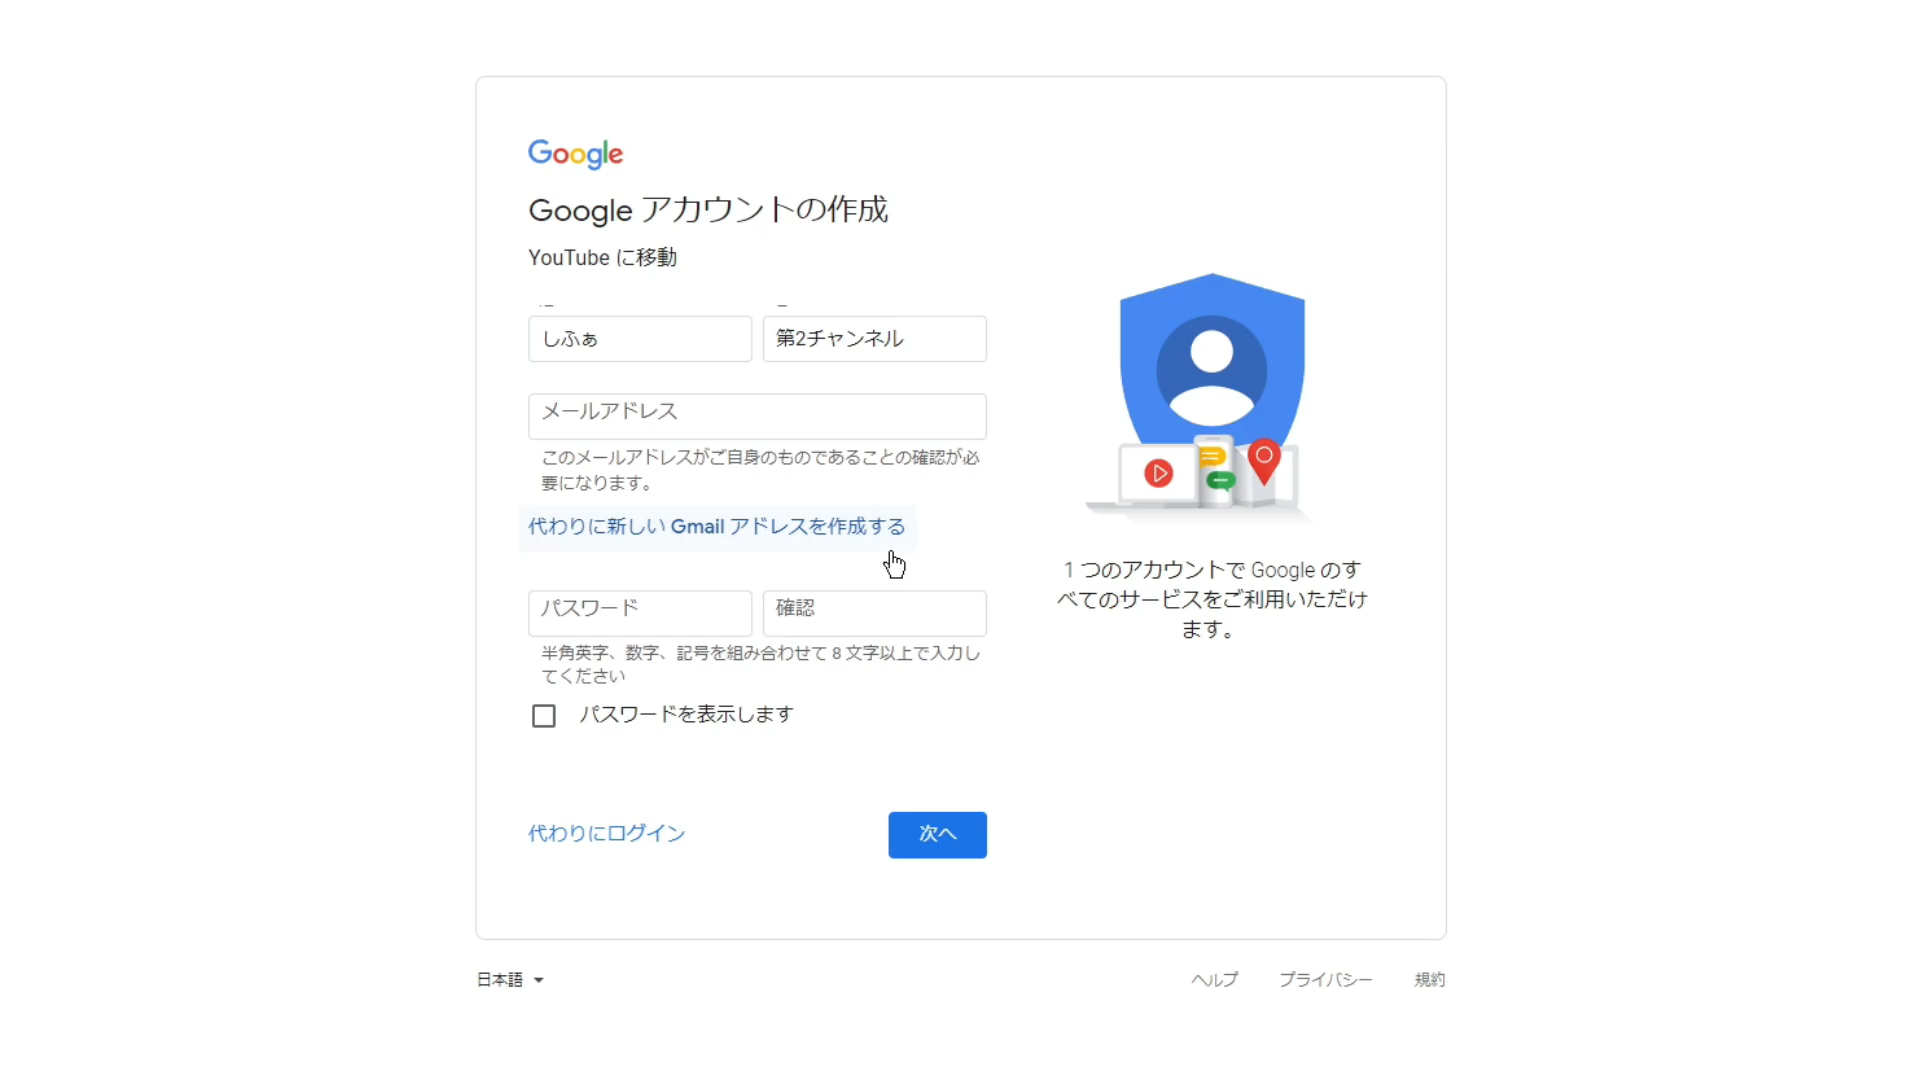 Google
Google アカウントの作成
YouTube に移動
しふぁ
第2チャンネル
メールアドレス
このメールアドレスがご自身のものであることの確認が必
要になります。
代わりに新しい Gmail アドレスを作成する
パスワード
確認
半角英字、数字、記号を組み合わせて 8 文字以上で入力し
てください
パスワードを表示します
代わりにログイン
次へ
1 つのアカウントで Google のす
べてのサービスをご利用いただけ
ます。
日本語
ヘルプ
プライバシー
規約